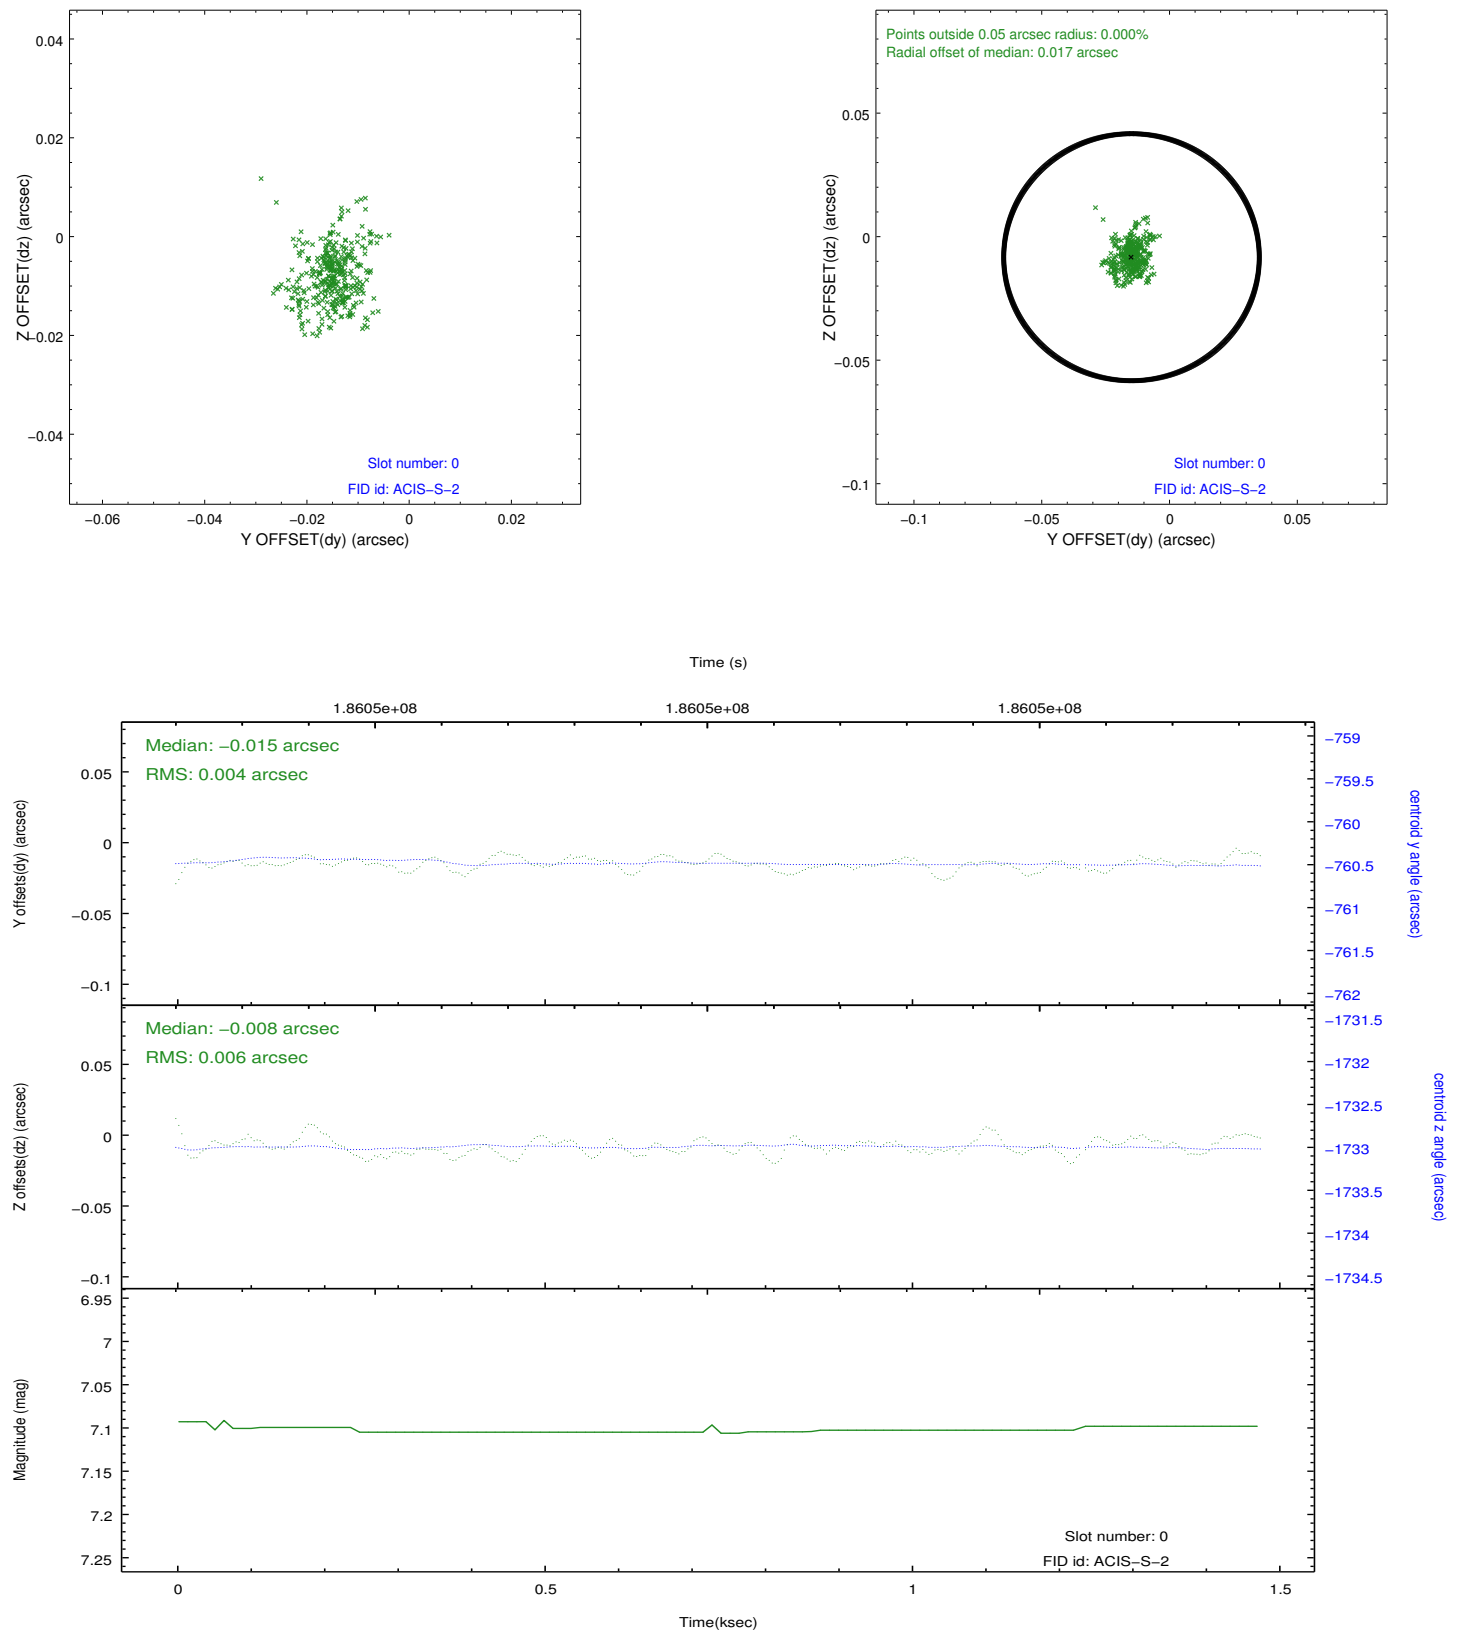 0.04
0.02
0
−0.02
−0.04
Z OFFSET(dz) (arcsec)
Slot number: 0
FID id: ACIS−S−2
−0.06
−0.04
−0.02
0
0.02
Y OFFSET(dy) (arcsec)
Points outside 0.05 arcsec radius: 0.000%
Radial offset of median: 0.017 arcsec
0.05
0
−0.05
−0.1
Z OFFSET(dz) (arcsec)
Slot number: 0
FID id: ACIS−S−2
−0.1
−0.05
0
0.05
Y OFFSET(dy) (arcsec)
Time (s)
1.8605e+08
1.8605e+08
1.8605e+08
Median: −0.015 arcsec
RMS: 0.004 arcsec
0.05
0
−0.05
−0.1
Y offsets(dy) (arcsec)
−759
−759.5
−760
−760.5
−761
−761.5
−762
centroid y angle (arcsec)
Median: −0.008 arcsec
RMS: 0.006 arcsec
0.05
0
−0.05
−0.1
Z offsets(dz) (arcsec)
−1731.5
−1732
−1732.5
−1733
−1733.5
−1734
−1734.5
centroid z angle (arcsec)
6.95
7
7.05
7.1
7.15
7.2
7.25
Magnitude (mag)
Slot number: 0
FID id: ACIS−S−2
0
0.5
1
1.5
Time(ksec)